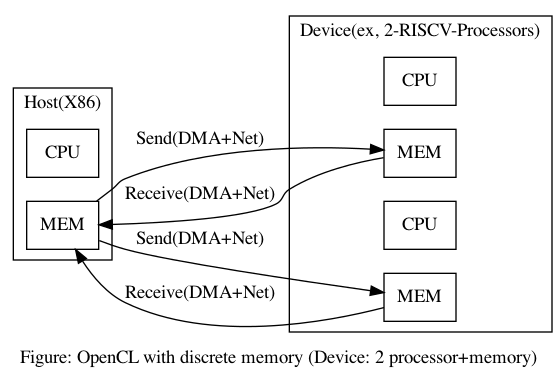 Device(ex, 2-RISCV-Processors)
CPU
Host(X86)
CPU
Send(DMA+Net)
MEM
Receive(DMA+Net)
MEM
CPU
Send(DMA+Net)
Receive(DMA+Net)
MEM
Figure: OpenCL with discrete memory (Device: 2 processor+memory)